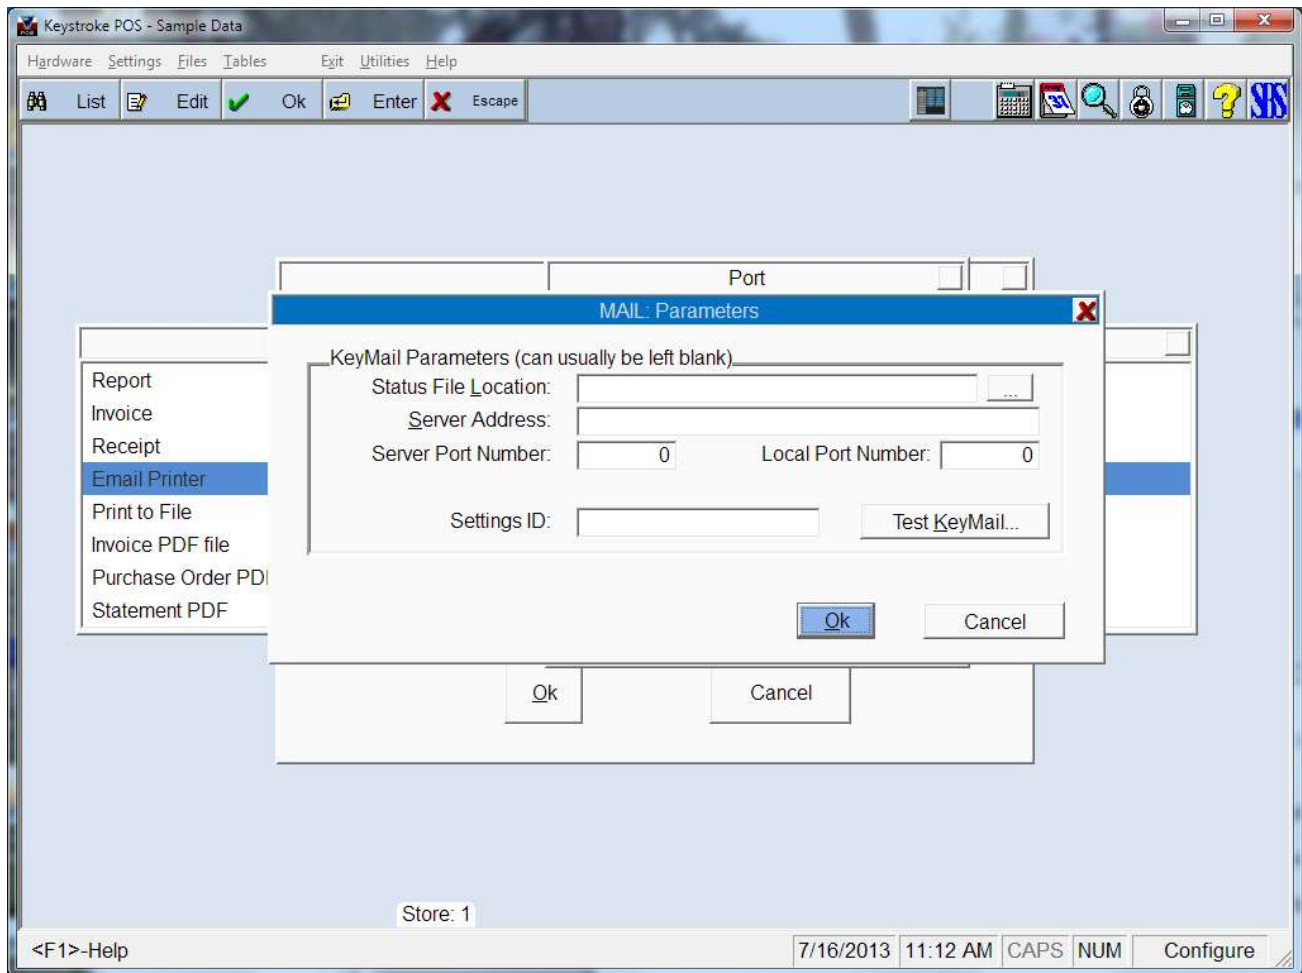 Keystroke POS - Sample Data
Hardware Settings Files Tables Exit Utilities Help
List Edit Ok Enter Escape SBS
Port
MAIL: Parameters
KeyMail Parameters (can usually be left blank)
Status File Location: ...
Server Address:
Server Port Number: 0 Local Port Number: 0
Settings ID: Test KeyMail...
Ok Cancel
Report
Invoice
Receipt
Email Printer
Print to File
Invoice PDF file
Purchase Order PD
Statement PDF
Ok Cancel
Store: 1
<F1>-Help 7/16/2013 11:12 AM CAPS NUM Configure